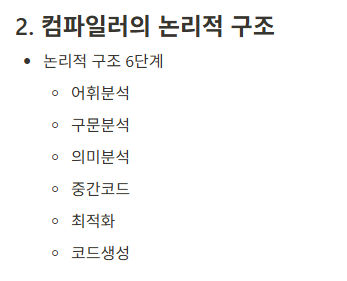 2. 컴파일러의 논리적 구조
논리적 구조 6단계
어휘분석
구문분석
의미분석
중간코드
최적화
코드생성